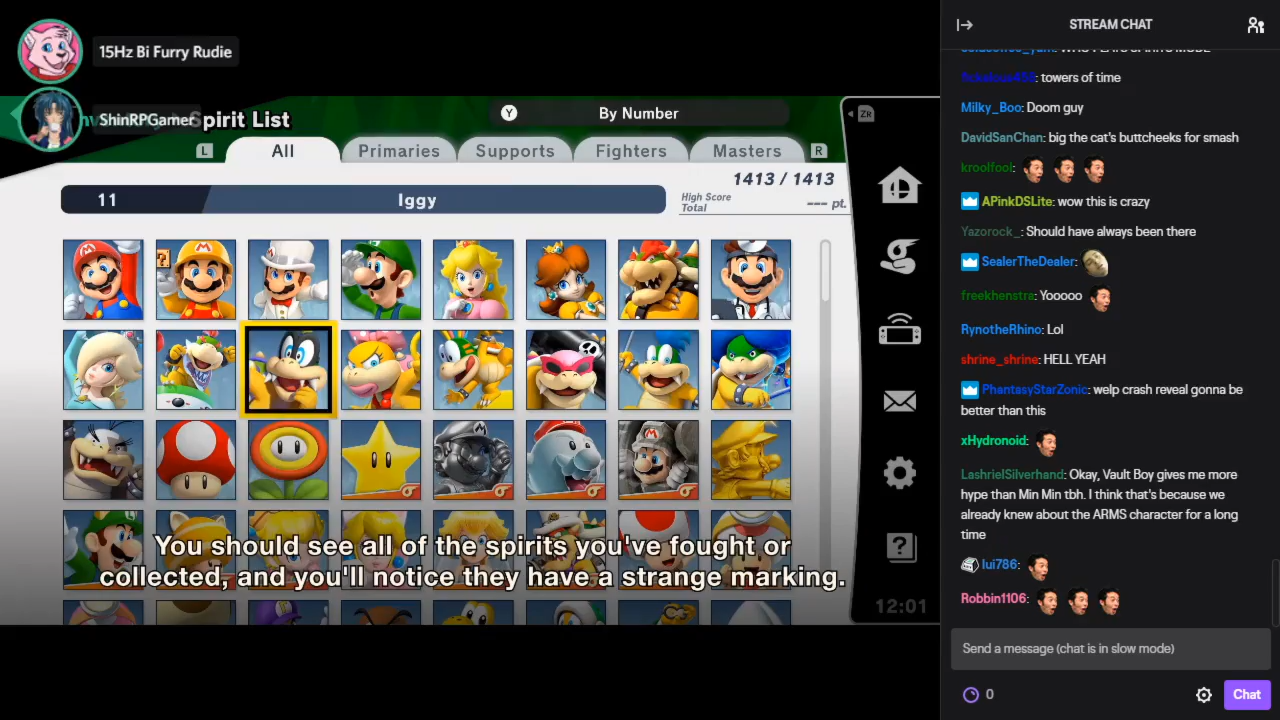 15Hz Bi Furry Rudie
ShinRPGamer
Spirit List
Y
By Number
ZR
L
All
Primaries
Supports
Fighters
Masters
R
1413 / 1413
11
Iggy
High Score
Total
--- pt.
You should see all of the spirits you've fought or
collected, and you'll notice they have a strange marking.
12:01
STREAM CHAT
: towers of time
Milky_Boo: Doom guy
DavidSanChan: big the cat's buttcheeks for smash
kroolfooi:
APinkDSLite: wow this is crazy
Yazorock_: Should have always been there
SealerTheDealer:
freekhenstra: Yooooo
RynotheRhino: Lol
shrine_shrine: HELL YEAH
PhantasyStarZonic: welp crash reveal gonna be
better than this
xHydronoid:
LashrielSilverhand: Okay, Vault Boy gives me more
hype than Min Min tbh. I think that's because we
already knew about the ARMS character for a long
time
lui786:
Robbin1106:
Send a message (chat is in slow mode)
0
Chat